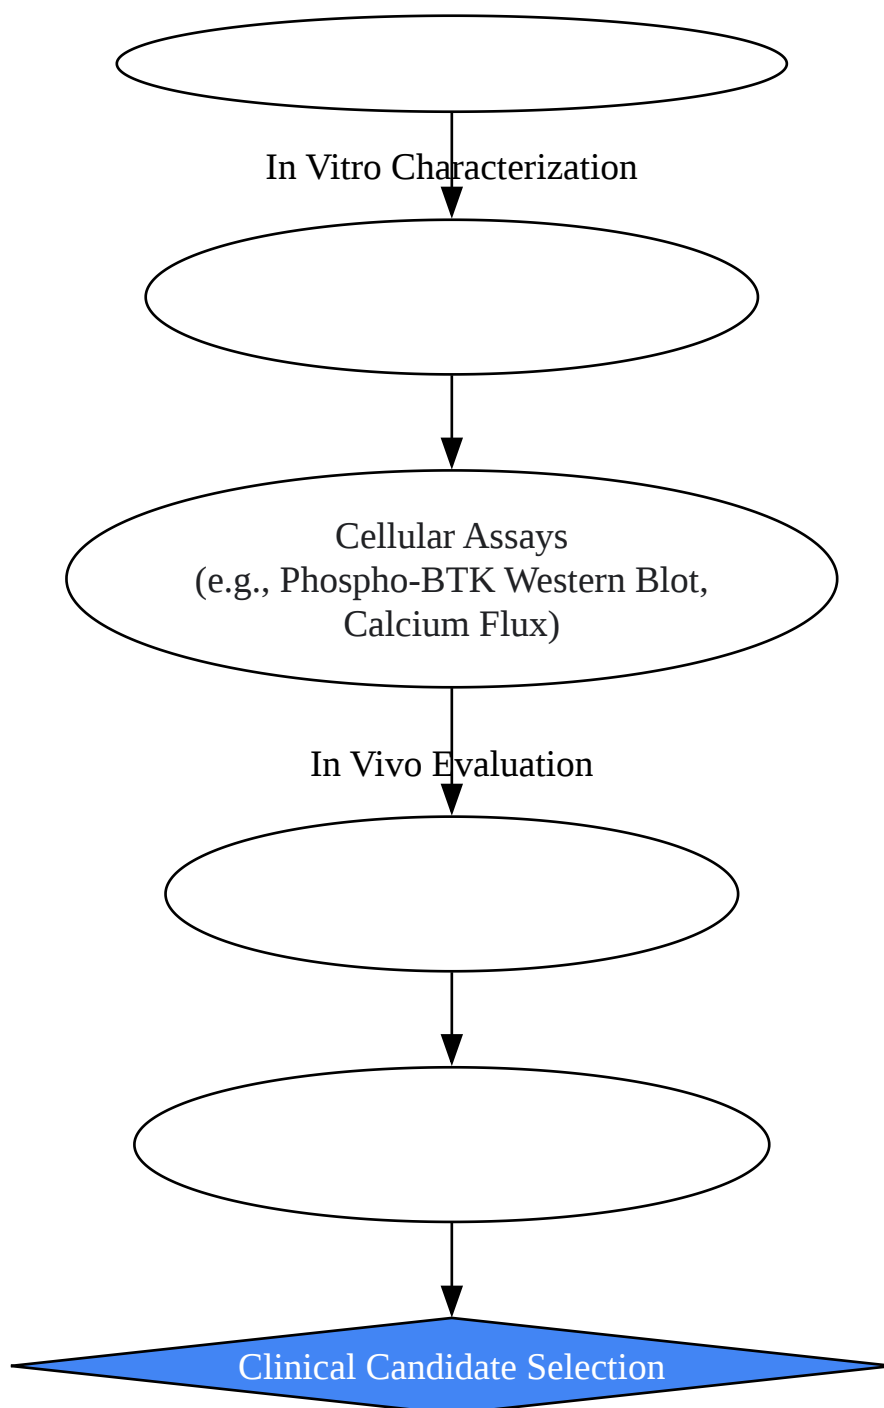 In Vitro Characterization
Cellular Assays
(e.g., Phospho-BTK Western Blot,
Calcium Flux)
In Vivo Evaluation
Clinical Candidate Selection